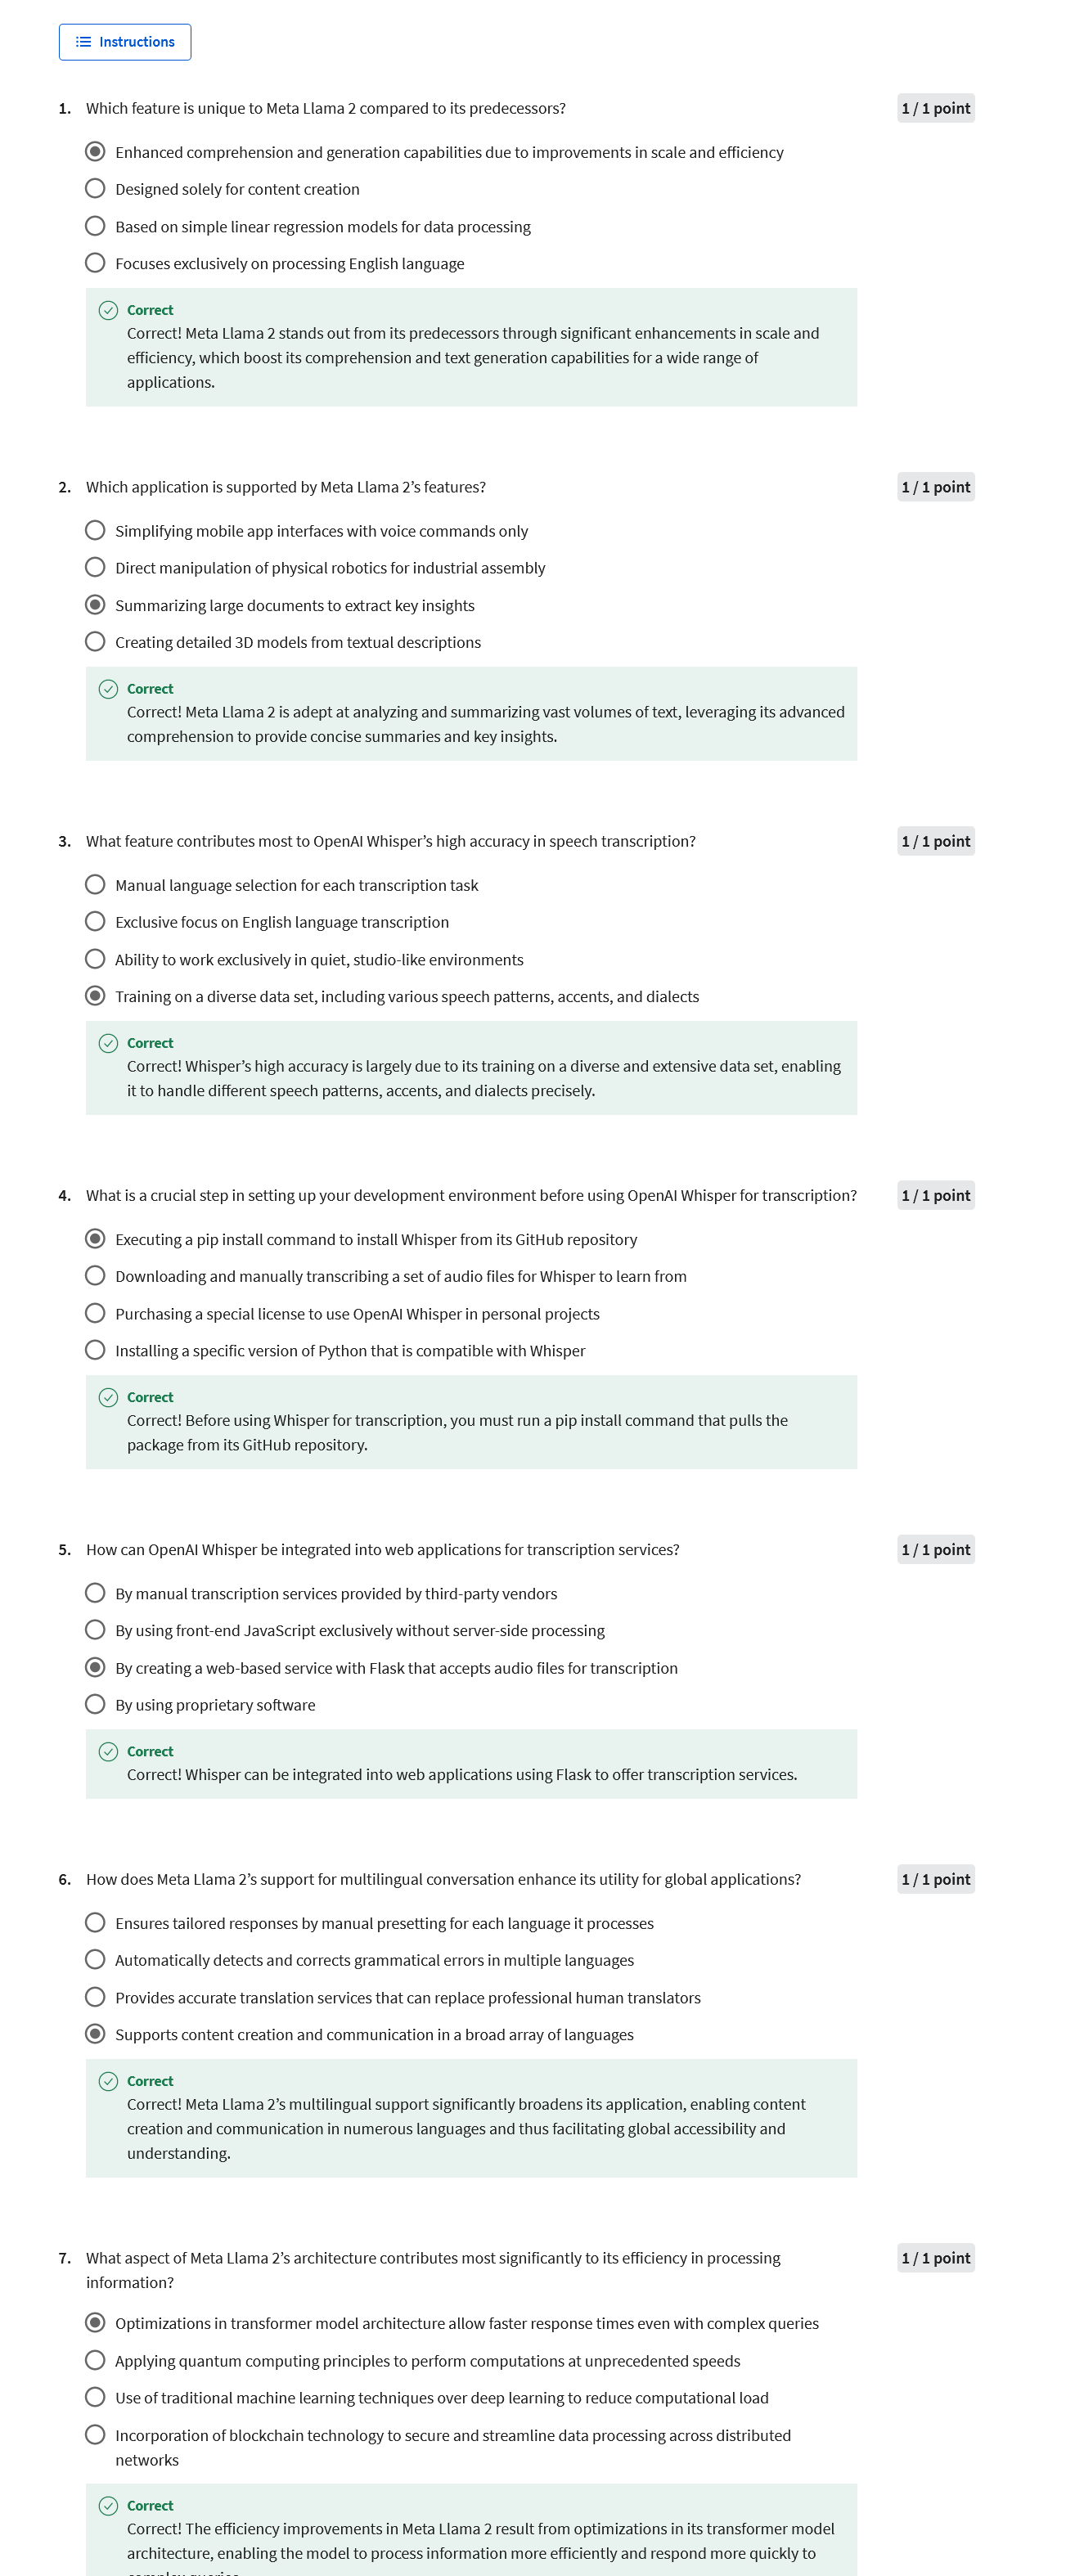 Instructions
1. Which feature is unique to Meta Llama 2 compared to its predecessors? 1 / 1 point
Enhanced comprehension and generation capabilities due to improvements in scale and efficiency
Designed solely for content creation
Based on simple linear regression models for data processing
Focuses exclusively on processing English language
Correct
Correct! Meta Llama 2 stands out from its predecessors through significant enhancements in scale and
efficiency, which boost its comprehension and text generation capabilities for a wide range of
applications.
2. Which application is supported by Meta Llama 2’s features? 1 / 1 point
Simplifying mobile app interfaces with voice commands only
Direct manipulation of physical robotics for industrial assembly
Summarizing large documents to extract key insights
Creating detailed 3D models from textual descriptions
Correct
Correct! Meta Llama 2 is adept at analyzing and summarizing vast volumes of text, leveraging its advanced
comprehension to provide concise summaries and key insights.
3. What feature contributes most to OpenAI Whisper’s high accuracy in speech transcription? 1 / 1 point
Manual language selection for each transcription task
Exclusive focus on English language transcription
Ability to work exclusively in quiet, studio-like environments
Training on a diverse data set, including various speech patterns, accents, and dialects
Correct
Correct! Whisper’s high accuracy is largely due to its training on a diverse and extensive data set, enabling
it to handle different speech patterns, accents, and dialects precisely.
4. What is a crucial step in setting up your development environment before using OpenAI Whisper for transcription? 1 / 1 point
Executing a pip install command to install Whisper from its GitHub repository
Downloading and manually transcribing a set of audio files for Whisper to learn from
Purchasing a special license to use OpenAI Whisper in personal projects
Installing a specific version of Python that is compatible with Whisper
Correct
Correct! Before using Whisper for transcription, you must run a pip install command that pulls the
package from its GitHub repository.
5. How can OpenAI Whisper be integrated into web applications for transcription services? 1 / 1 point
By manual transcription services provided by third-party vendors
By using front-end JavaScript exclusively without server-side processing
By creating a web-based service with Flask that accepts audio files for transcription
By using proprietary software
Correct
Correct! Whisper can be integrated into web applications using Flask to offer transcription services.
6. How does Meta Llama 2’s support for multilingual conversation enhance its utility for global applications? 1 / 1 point
Ensures tailored responses by manual presetting for each language it processes
Automatically detects and corrects grammatical errors in multiple languages
Provides accurate translation services that can replace professional human translators
Supports content creation and communication in a broad array of languages
Correct
Correct! Meta Llama 2’s multilingual support significantly broadens its application, enabling content
creation and communication in numerous languages and thus facilitating global accessibility and
understanding.
7. What aspect of Meta Llama 2’s architecture contributes most significantly to its efficiency in processing 1 / 1 point
information?
Optimizations in transformer model architecture allow faster response times even with complex queries
Applying quantum computing principles to perform computations at unprecedented speeds
Use of traditional machine learning techniques over deep learning to reduce computational load
Incorporation of blockchain technology to secure and streamline data processing across distributed
networks
Correct
Correct! The efficiency improvements in Meta Llama 2 result from optimizations in its transformer model
architecture, enabling the model to process information more efficiently and respond more quickly to